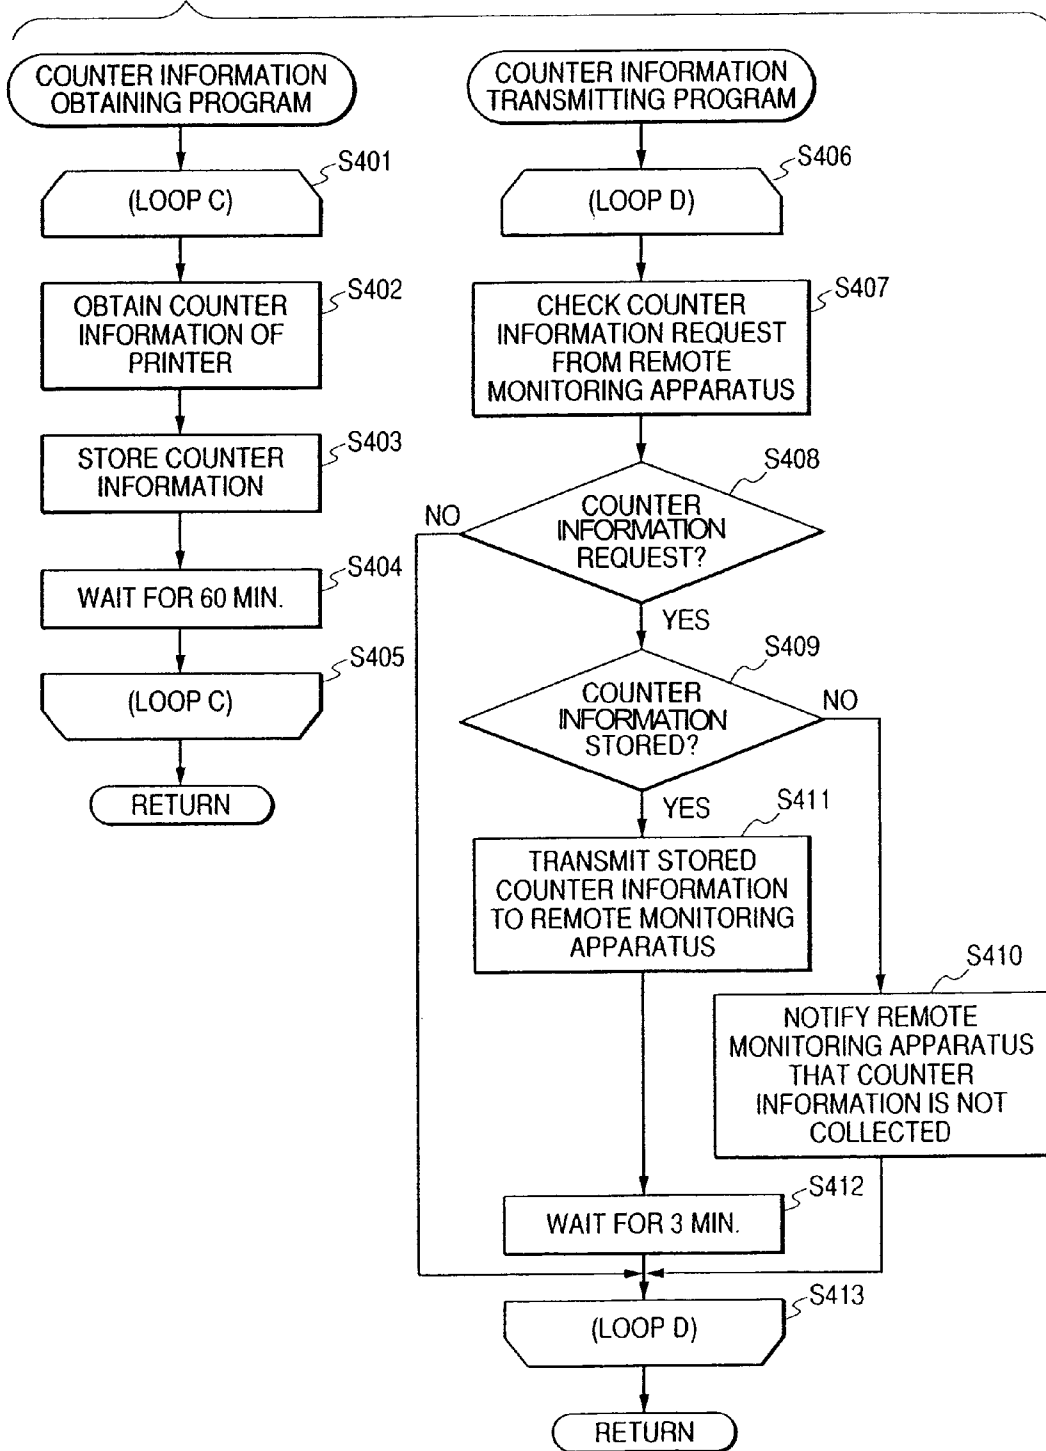 COUNTER INFORMATION
OBTAINING PROGRAM
S401
(LOOP C)
S402
OBTAIN COUNTER
INFORMATION OF
PRINTER
S403
STORE COUNTER
INFORMATION
S404
WAIT FOR 60 MIN.
S405
(LOOP C)
RETURN
COUNTER INFORMATION
TRANSMITTING PROGRAM
S406
(LOOP D)
S407
CHECK COUNTER
INFORMATION REQUEST
FROM REMOTE
MONITORING APPARATUS
S408
COUNTER
INFORMATION
REQUEST?
NO
YES
S409
COUNTER
INFORMATION
STORED?
NO
YES
S411
TRANSMIT STORED
COUNTER INFORMATION
TO REMOTE MONITORING
APPARATUS
S410
NOTIFY REMOTE
MONITORING APPARATUS
THAT COUNTER
INFORMATION IS NOT
COLLECTED
S412
WAIT FOR 3 MIN.
S413
(LOOP D)
RETURN